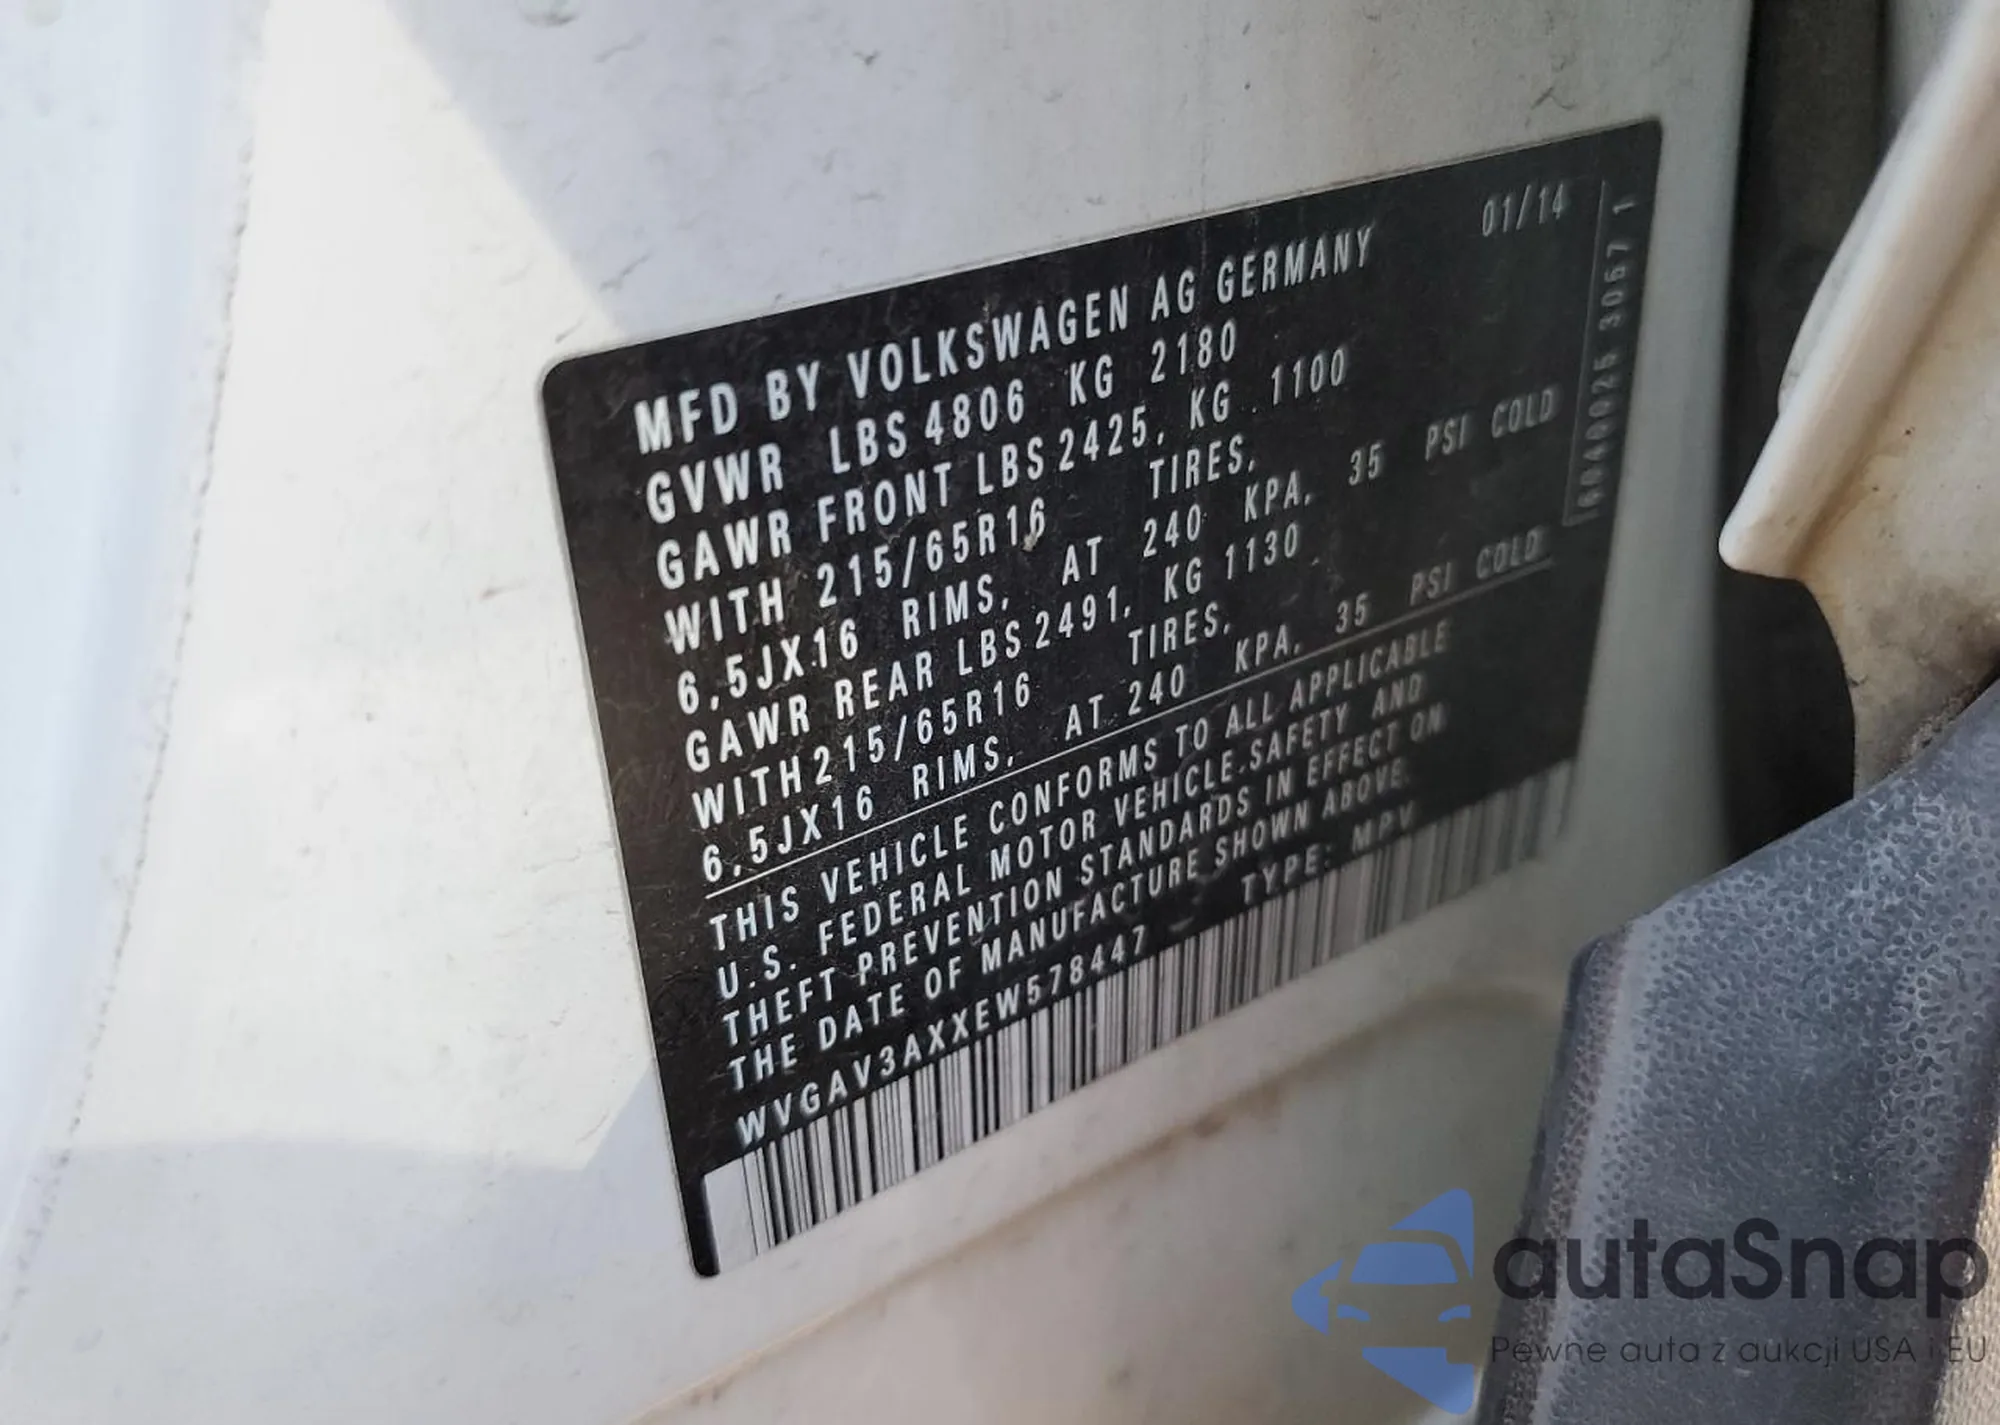 01/14
MFD BY VOLKSWAGEN AG GERMANY
GVWR LBS 4806 KG 2180
GAWR FRONT LBS 2425, KG 1100
WITH 215/65R16 TIRES,
6,5JX16 RIMS, AT 240 KPA, 35 PSI COLD
GAWR REAR LBS 2491, KG 1130
WITH 215/65R16 TIRES,
6,5JX16 RIMS, AT 240 KPA, 35 PSI COLD
THIS VEHICLE CONFORMS TO ALL APPLICABLE
U.S. FEDERAL MOTOR VEHICLE SAFETY AND
THEFT PREVENTION STANDARDS IN EFFECT ON
THE DATE OF MANUFACTURE SHOWN ABOVE.
WVGAV3AXXEW578447 TYPE: MPV
3067 1
autaSnap
Pewne auta z aukcji USA i EU